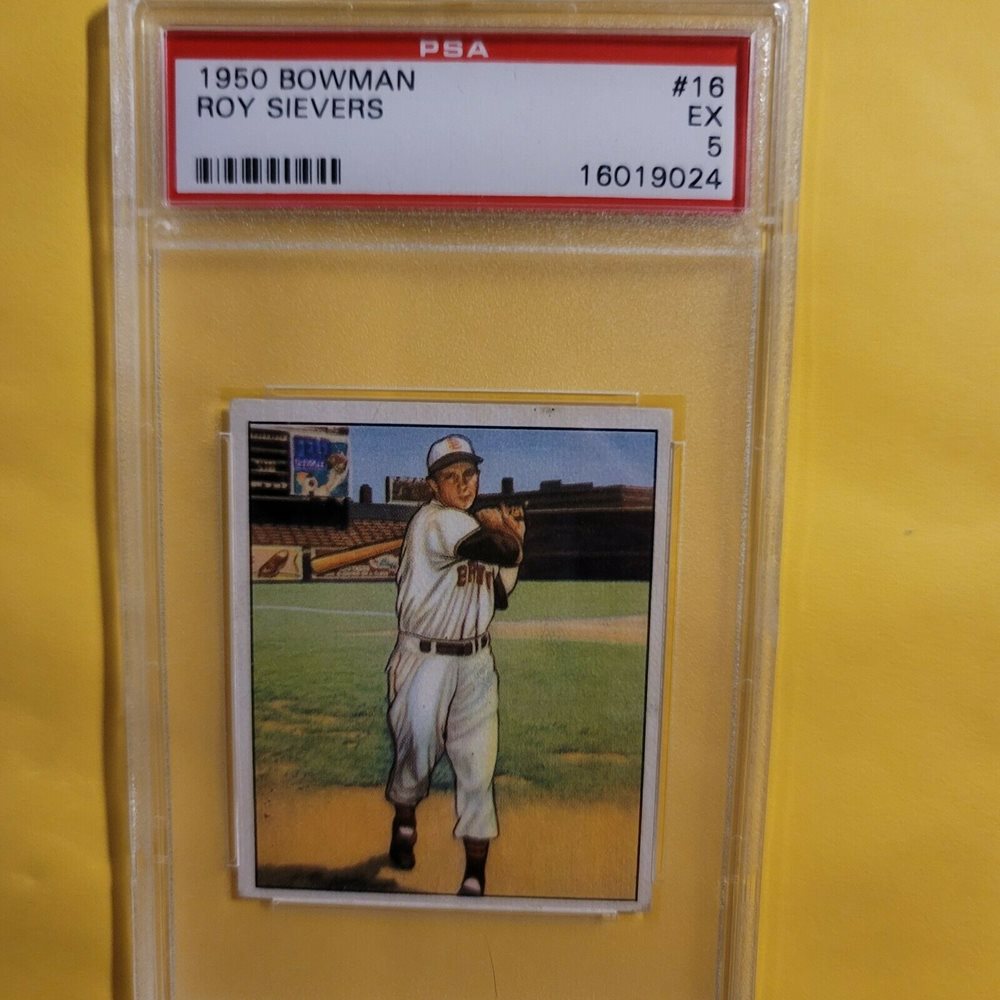 PSA
1950 BOWMAN
#16
ROY SIEVERS
EX
5
16019024